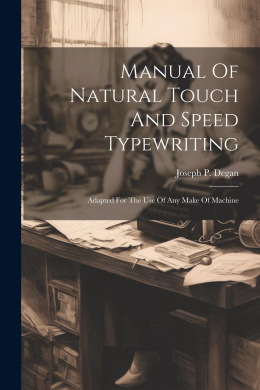 Manual Of
Natural Touch
And Speed
Typewriting
Joseph P. Degan
Adapted For The Use Of Any Make Of Machine